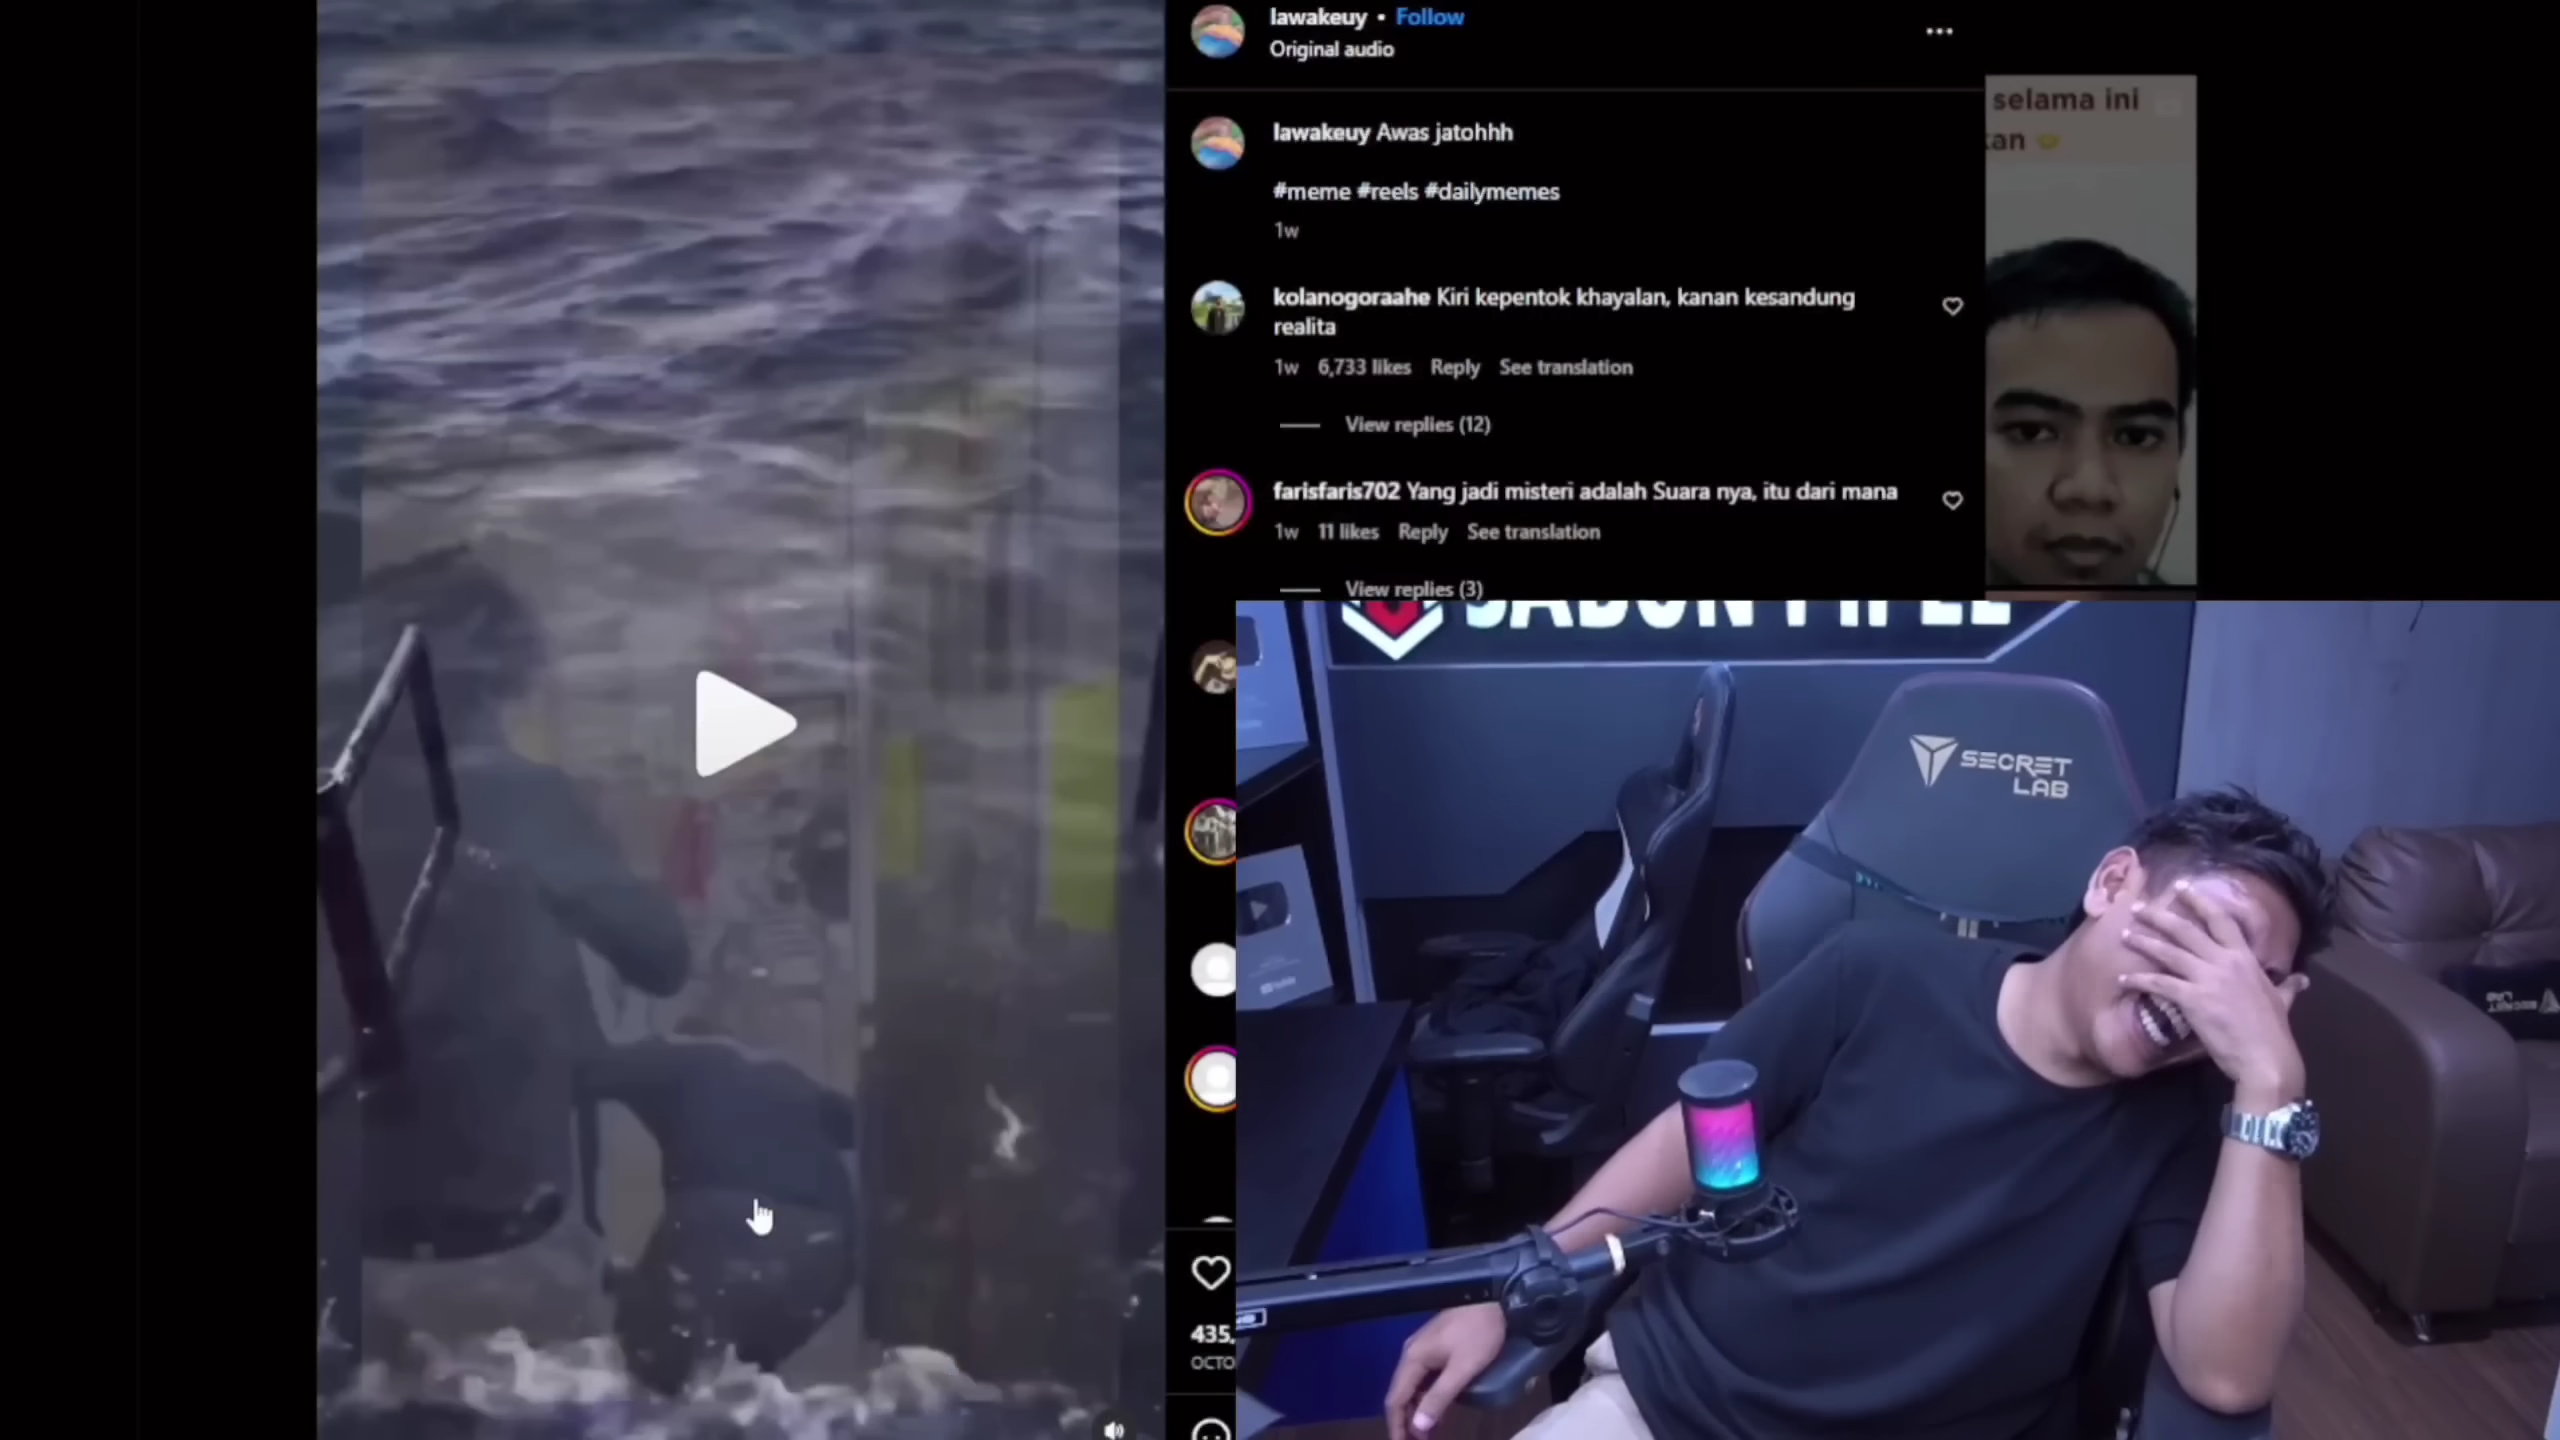 lawakeuy • Follow
Original audio
lawakeuy Awas jatohhh
#meme #reels #dailymemes
1w
kolanogoraahe Kiri kepentok khayalan, kanan kesandung
realita
1w 6,733 likes Reply See translation
View replies (12)
farisfaris702 Yang jadi misteri adalah Suara nya, itu dari mana
1w 11 likes Reply See translation
View replies (3)
selama ini
SECRET
LAB
435,
OCTO